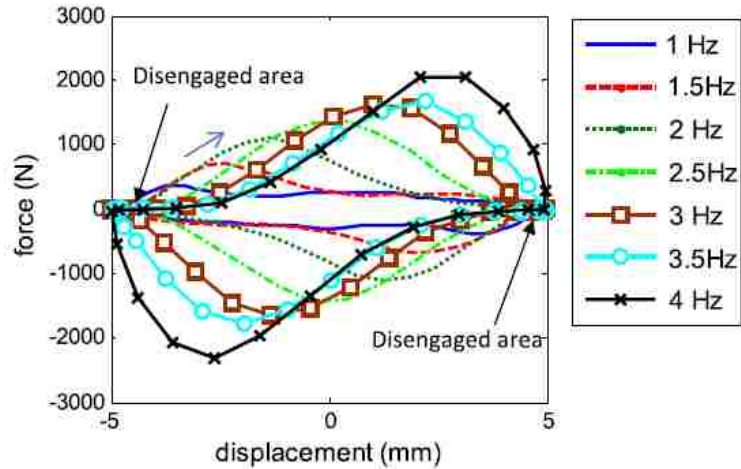 3000
2000
1000
0
-1000
-2000
-3000
force (N)
Disengaged area
Disengaged area
-5
0
5
displacement (mm)
1 Hz
1.5Hz
2 Hz
2.5Hz
3 Hz
3.5Hz
4 Hz